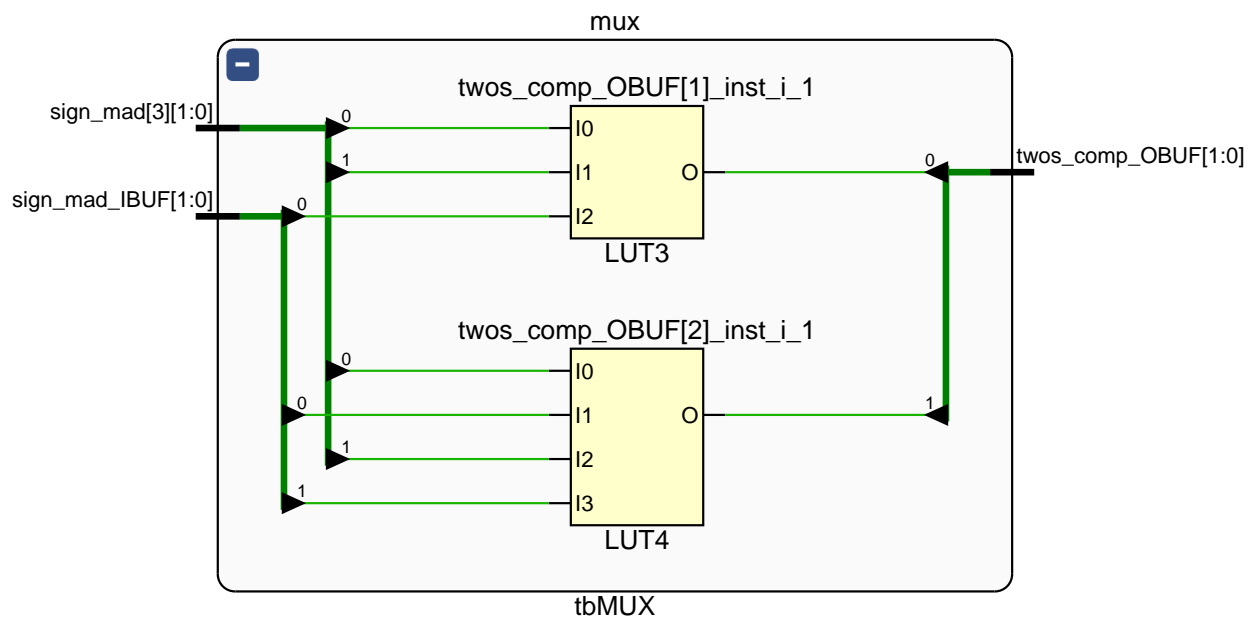 mux
−
twos_comp_OBUF[1]_inst_i_1
sign_mad[3][1:0]
0
I0
1
I1
O
0
twos_comp_OBUF[1:0]
sign_mad_IBUF[1:0]
0
I2
LUT3
twos_comp_OBUF[2]_inst_i_1
0
I0
0
I1
O
1
1
I2
1
I3
LUT4
tbMUX